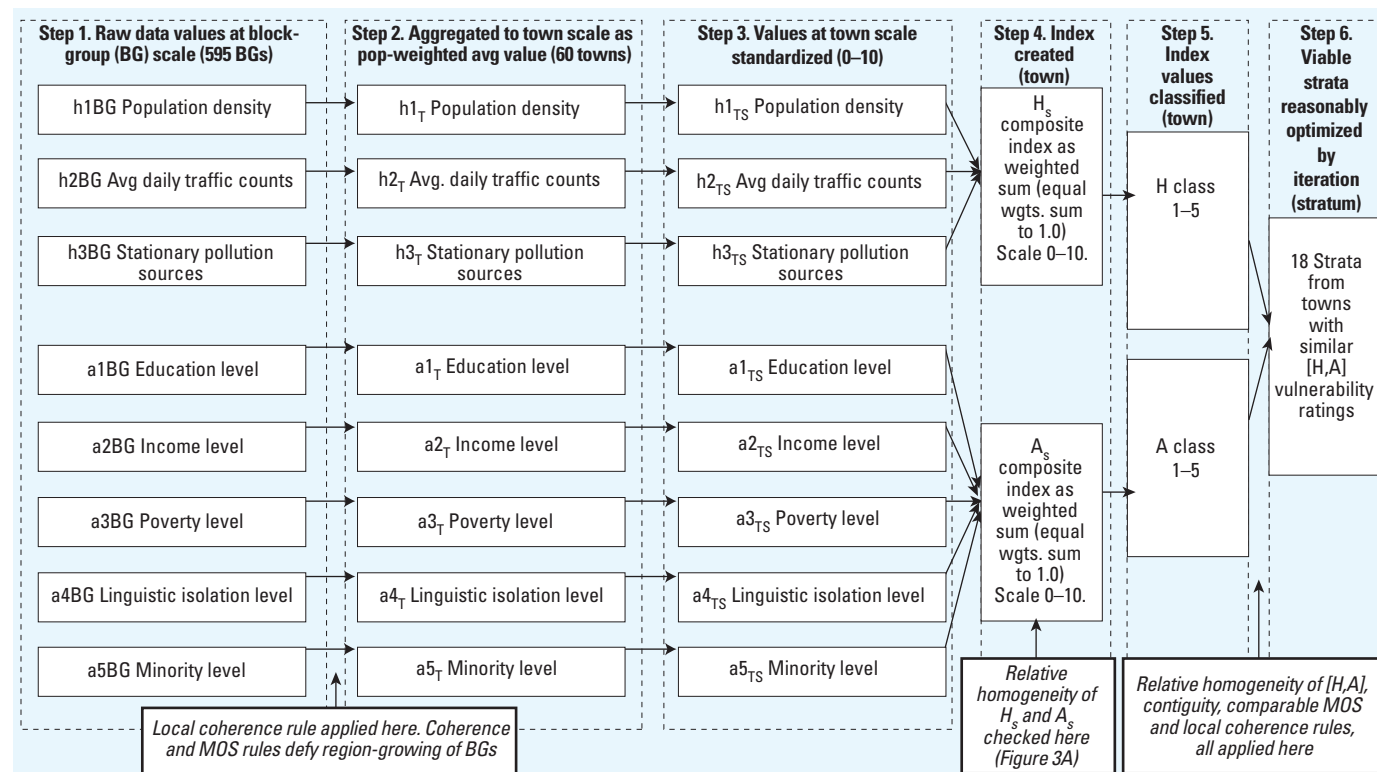 Step 1. Raw data values at block-
group (BG) scale (595 BGs)
h1BG Population density
h2BG Avg daily traffic counts
h3BG Stationary pollution
sources
a1BG Education level
a2BG Income level
a3BG Poverty level
a4BG Linguistic isolation level
a5BG Minority level
Step 2. Aggregated to town scale as
pop-weighted avg value (60 towns)
h1T Population density
h2T Avg. daily traffic counts
h3T Stationary pollution
sources
a1T Education level
a2T Income level
a3T Poverty level
a4T Linguistic isolation level
a5T Minority level
Step 3. Values at town scale
standardized (0–10)
h1TS Population density
h2TS Avg daily traffic counts
h3TS Stationary pollution
sources
a1TS Education level
a2TS Income level
a3TS Poverty level
a4TS Linguistic isolation level
a5TS Minority level
Step 4. Index
created
(town)
Hs
composite
index as
weighted
sum (equal
wgts. sum
to 1.0)
Scale 0–10.
As
composite
index as
weighted
sum (equal
wgts. sum
to 1.0)
Scale 0–10.
Step 5.
Index
values
classified
(town)
H class
1–5
A class
1–5
Step 6.
Viable
strata
reasonably
optimized
by
iteration
(stratum)
18 Strata
from
towns
with
similar
[H,A]
vulnerability
ratings
Local coherence rule applied here. Coherence
and MOS rules defy region-growing of BGs
Relative
homogeneity of
Hs and As
checked here
(Figure 3A)
Relative homogeneity of [H,A],
contiguity, comparable MOS
and local coherence rules,
all applied here